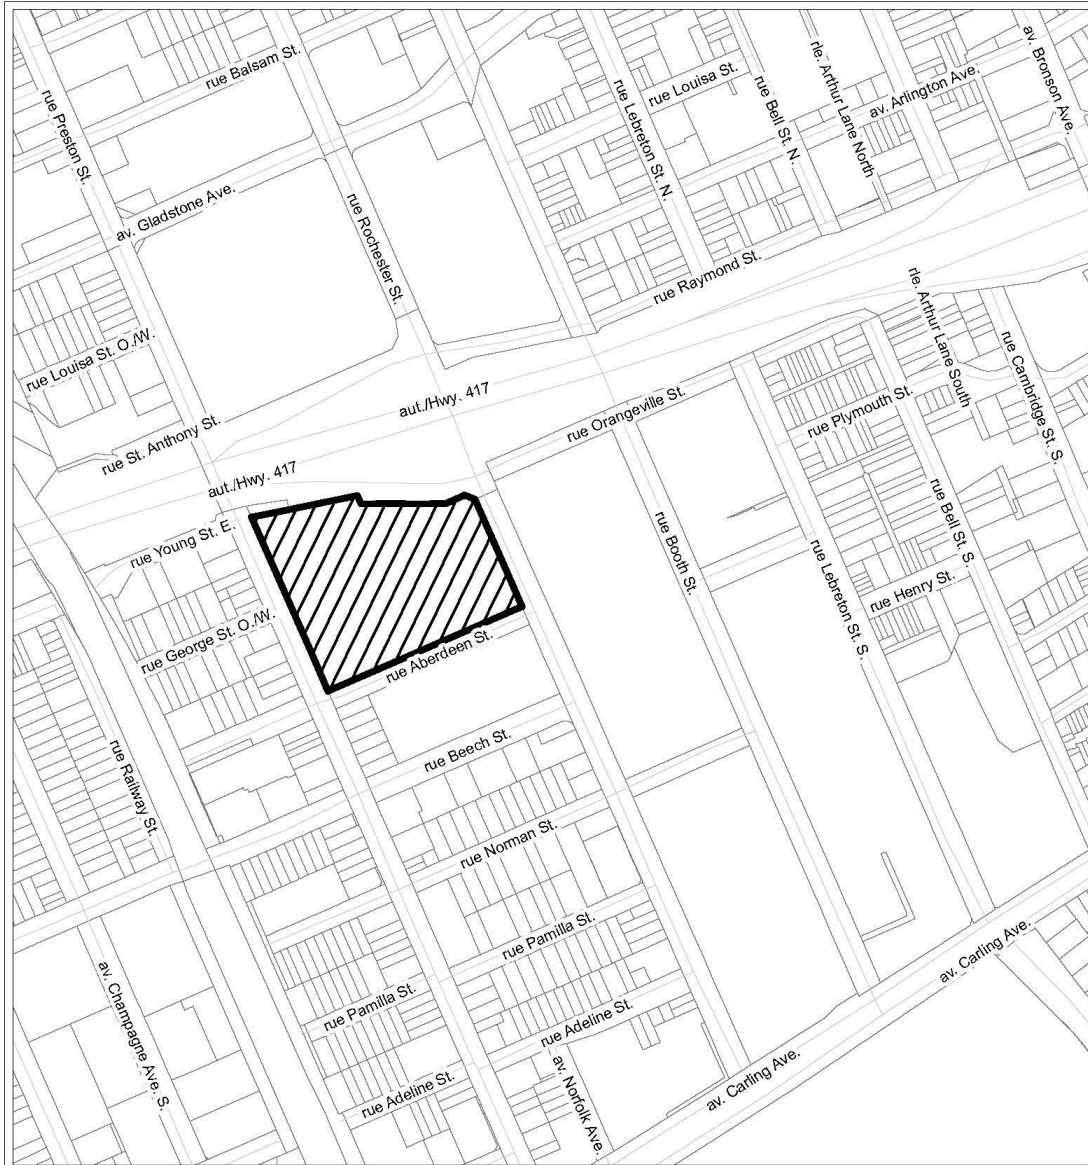 rue Balsam St.
rue Preston St.
av. Gladstone Ave.
rue Rochester St.
rue Louisa St.
rue Lebreton St. N.
rue Bell St. N.
rle. Arthur Lane North
av. Arlington Ave.
av. Bronson Ave.
rue Raymond St.
rue Louisa St. O./W.
rue St. Anthony St.
aut./Hwy. 417
aut./Hwy. 417
rue Orangeville St.
rle. Arthur Lane South
rue Cambridge St. S.
rue Plymouth St.
rue Young St. E.
rue George St. O./W.
rue Aberdeen St.
rue Booth St.
rue Lebreton St. S.
rue Bell St. S.
rue Henry St.
rue Railway St.
rue Beech St.
rue Norman St.
rue Pamilla St.
rue Pamilla St.
av. Champagne Ave. S.
rue Adeline St.
rue Adeline St.
av. Norfolk Ave.
av. Carling Ave.
av. Carling Ave.